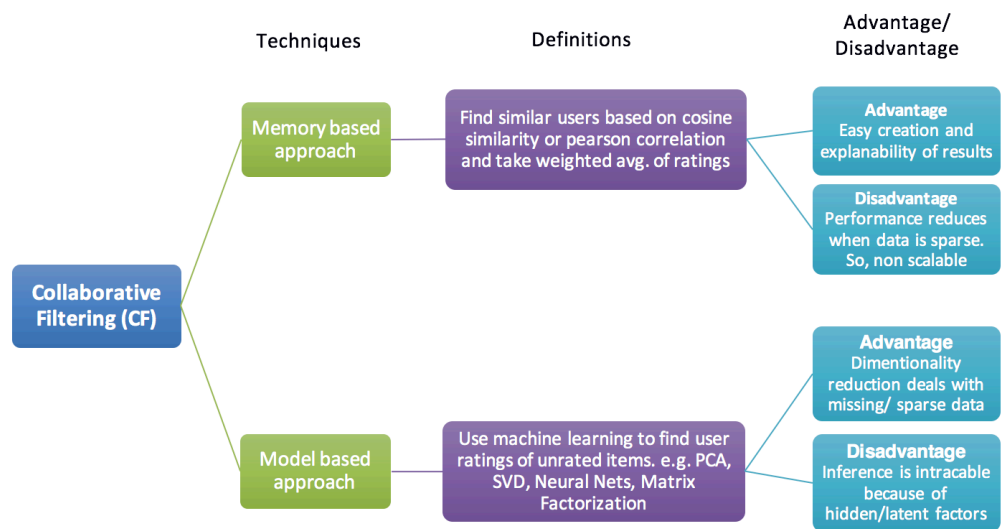 Techniques
Definitions
Advantage/
Disadvantage
Collaborative
Filtering (CF)
Memory based
approach
Find similar users based on cosine
similarity or pearson correlation
and take weighted avg. of ratings
Advantage
Easy creation and
explanability of results
Disadvantage
Performance reduces
when data is sparse.
So, non scalable
Model based
approach
Use machine learning to find user
ratings of unrated items. e.g. PCA,
SVD, Neural Nets, Matrix
Factorization
Advantage
Dimentionality
reduction deals with
missing/ sparse data
Disadvantage
Inference is intracable
because of
hidden/latent factors